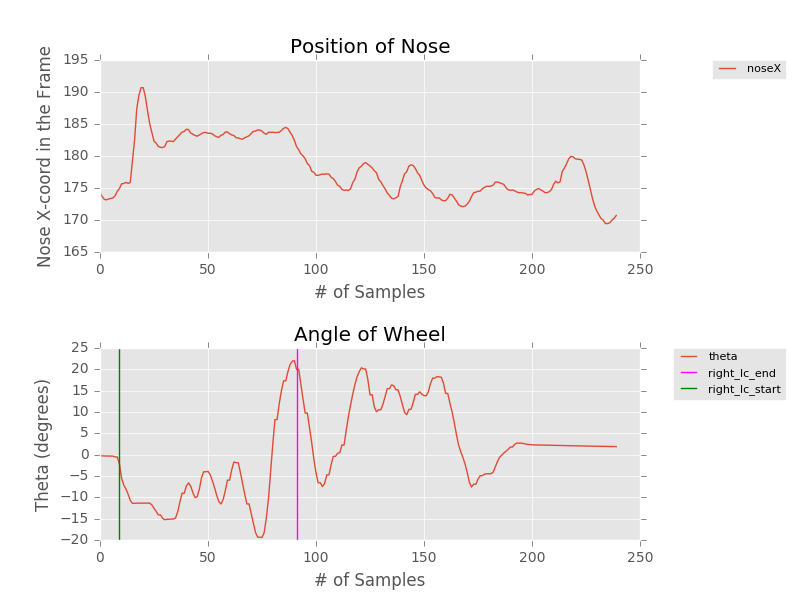 Position of Nose
Nose X-coord in the Frame
195
190
185
180
175
170
165
0 50 100 150 200 250
# of Samples
noseX
Angle of Wheel
Theta (degrees)
25
20
15
10
5
0
−5
−10
−15
−20
0 50 100 150 200 250
# of Samples
theta
right_lc_end
right_lc_start